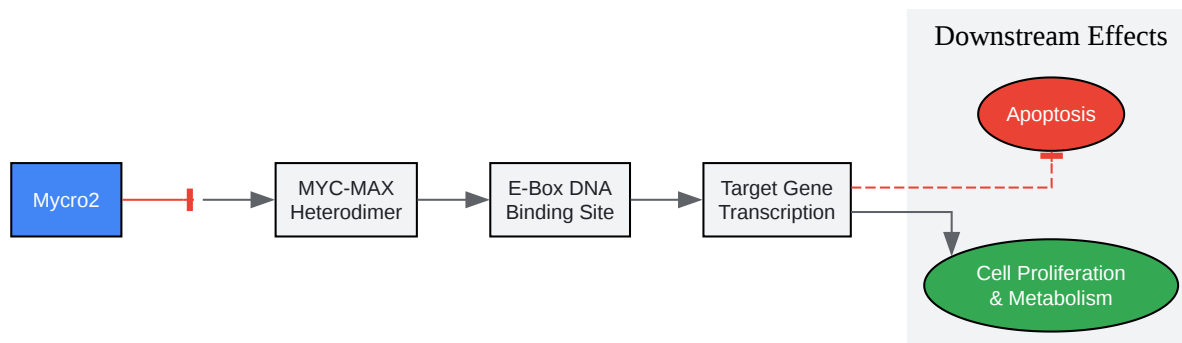 Downstream Effects
Apoptosis
Mycro2
MYC-MAX
Heterodimer
E-Box DNA
Binding Site
Target Gene
Transcription
Cell Proliferation
& Metabolism